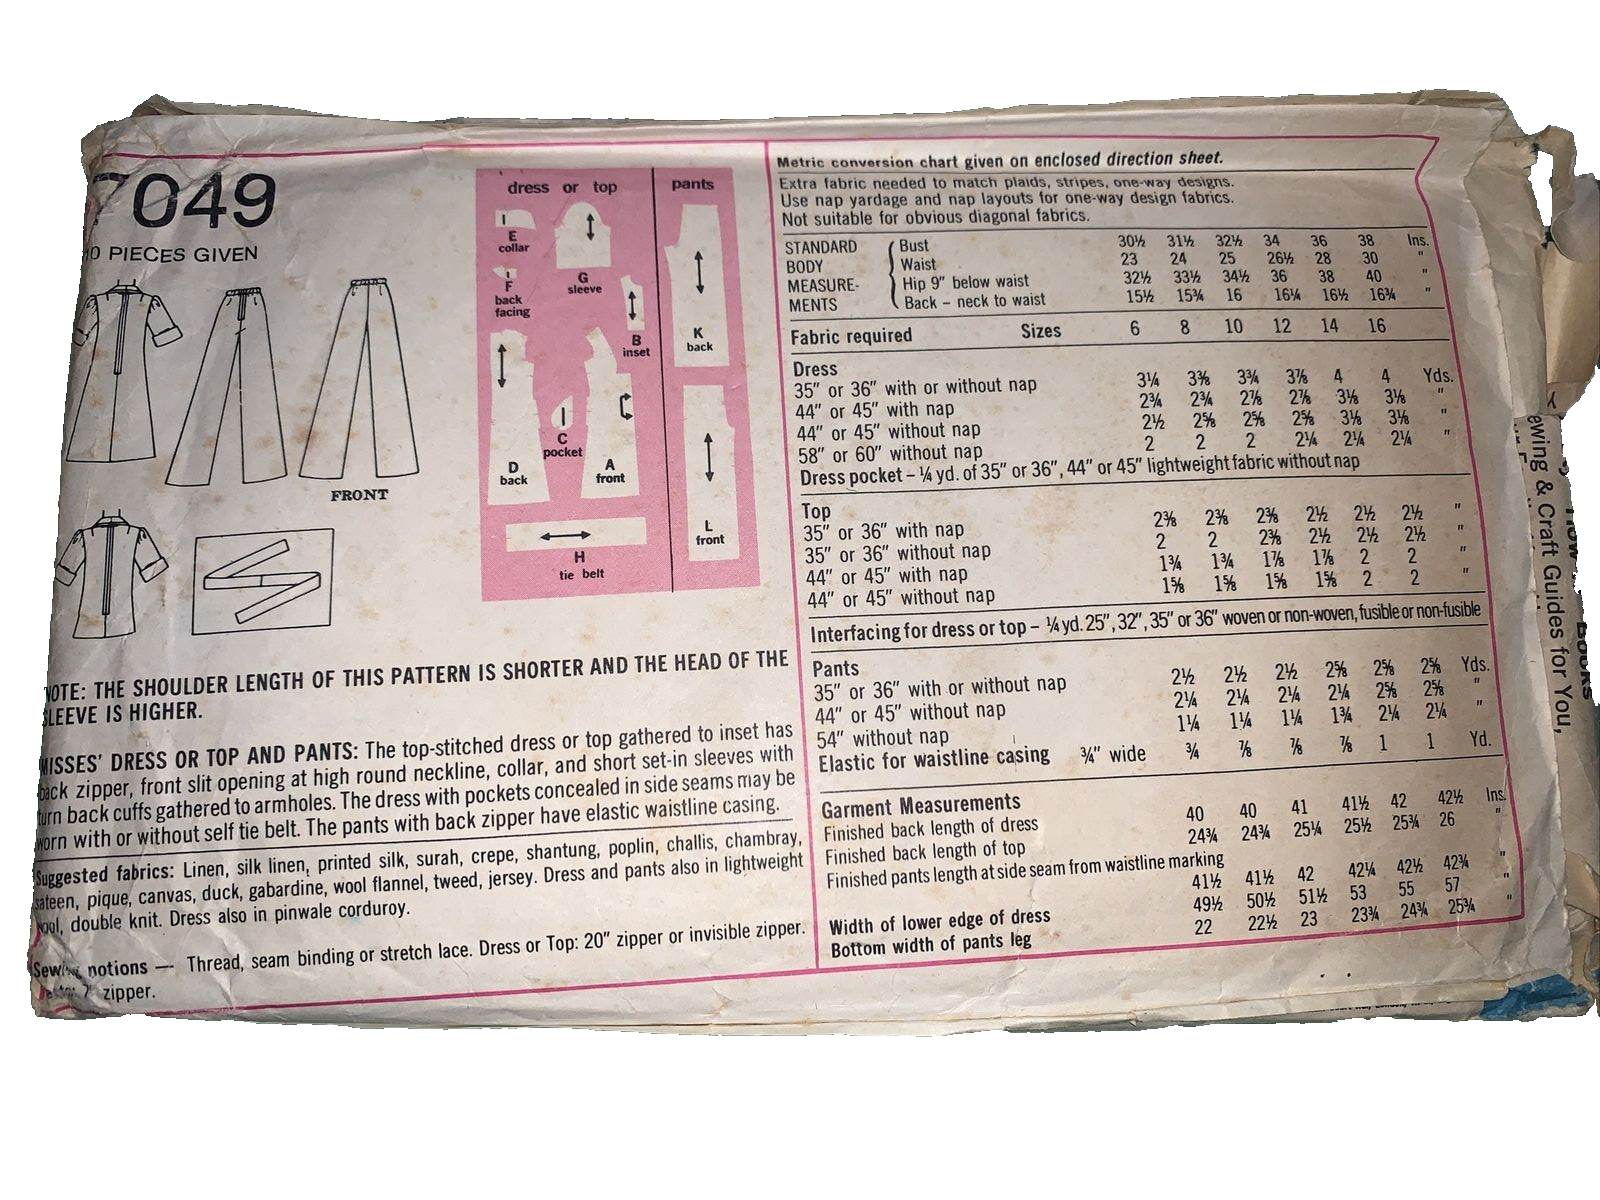 7049
10 PIECES GIVEN
FRONT
dress or top
pants
E
collar
G
sleeve
F
back
facing
B
inset
K
back
C
pocket
D
back
A
front
L
front
H
tie belt
NOTE: THE SHOULDER LENGTH OF THIS PATTERN IS SHORTER AND THE HEAD OF THE
SLEEVE IS HIGHER.
MISSES' DRESS OR TOP AND PANTS: The top-stitched dress or top gathered to inset has
back zipper, front slit opening at high round neckline, collar, and short set-in sleeves with
turn back cuffs gathered to armholes. The dress with pockets concealed in side seams may be
worn with or without self tie belt. The pants with back zipper have elastic waistline casing.
Suggested fabrics: Linen, silk linen, printed silk, surah, crepe, shantung, poplin, challis, chambray,
sateen, pique, canvas, duck, gabardine, wool flannel, tweed, jersey. Dress and pants also in lightweight
wool, double knit. Dress also in pinwale corduroy.
Sewing notions — Thread, seam binding or stretch lace. Dress or Top: 20" zipper or invisible zipper.
7" zipper.
Metric conversion chart given on enclosed direction sheet.
Extra fabric needed to match plaids, stripes, one-way designs.
Use nap yardage and nap layouts for one-way design fabrics.
Not suitable for obvious diagonal fabrics.
STANDARD BODY MEASURE-MENTS
Bust 30½ 31½ 32½ 34 36 38 Ins.
Waist 23 24 25 26½ 28 30 "
Hip 9" below waist 32½ 33½ 34½ 36 38 40 "
Back – neck to waist 15½ 15¾ 16 16¼ 16½ 16¾ "
Fabric required Sizes 6 8 10 12 14 16
Dress
35" or 36" with or without nap 3¼ 3⅜ 3¾ 3⅞ 4 4 Yds.
44" or 45" with nap 2¾ 2¾ 2⅞ 2⅞ 3⅛ 3⅛ "
44" or 45" without nap 2½ 2⅝ 2⅝ 2⅝ 3⅛ 3⅛ "
58" or 60" without nap 2 2 2 2¼ 2¼ 2¼ "
Dress pocket – ¼ yd. of 35" or 36", 44" or 45" lightweight fabric without nap
Top
35" or 36" with nap 2⅜ 2⅜ 2⅜ 2½ 2½ 2½ "
35" or 36" without nap 2 2 2⅜ 2½ 2½ 2½ "
44" or 45" with nap 1¾ 1¾ 1⅞ 1⅞ 2 2 "
44" or 45" without nap 1⅝ 1⅝ 1⅝ 1⅝ 2 2 "
Interfacing for dress or top – ¼ yd. 25", 32", 35" or 36" woven or non-woven, fusible or non-fusible
Pants
35" or 36" with or without nap 2½ 2½ 2½ 2⅝ 2⅝ 2⅝ Yds.
44" or 45" without nap 2¼ 2¼ 2¼ 2¼ 2⅝ 2⅝ "
54" without nap 1¼ 1¼ 1¼ 1¾ 2¼ 2¼ "
Elastic for waistline casing ¾" wide ¾ ⅞ ⅞ ⅞ 1 1 Yd.
Garment Measurements
Finished back length of dress 40 40 41 41½ 42 42½ Ins.
Finished back length of top 24¾ 24¾ 25¼ 25½ 25¾ 26 "
Finished pants length at side seam from waistline marking
41½ 41½ 42 42¼ 42½ 42¾ "
Width of lower edge of dress 49½ 50½ 51½ 53 55 57 "
Bottom width of pants leg 22 22½ 23 23¾ 24¾ 25¾ "
ewing & Craft Guides for You,
Books